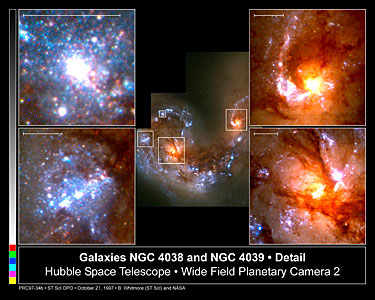 Galaxies NGC 4038 and NGC 4039 • Detail
Hubble Space Telescope • Wide Field Planetary Camera 2
PRC97-34b • ST ScI OPO • October 21, 1997 • B. Whitmore (ST ScI) and NASA